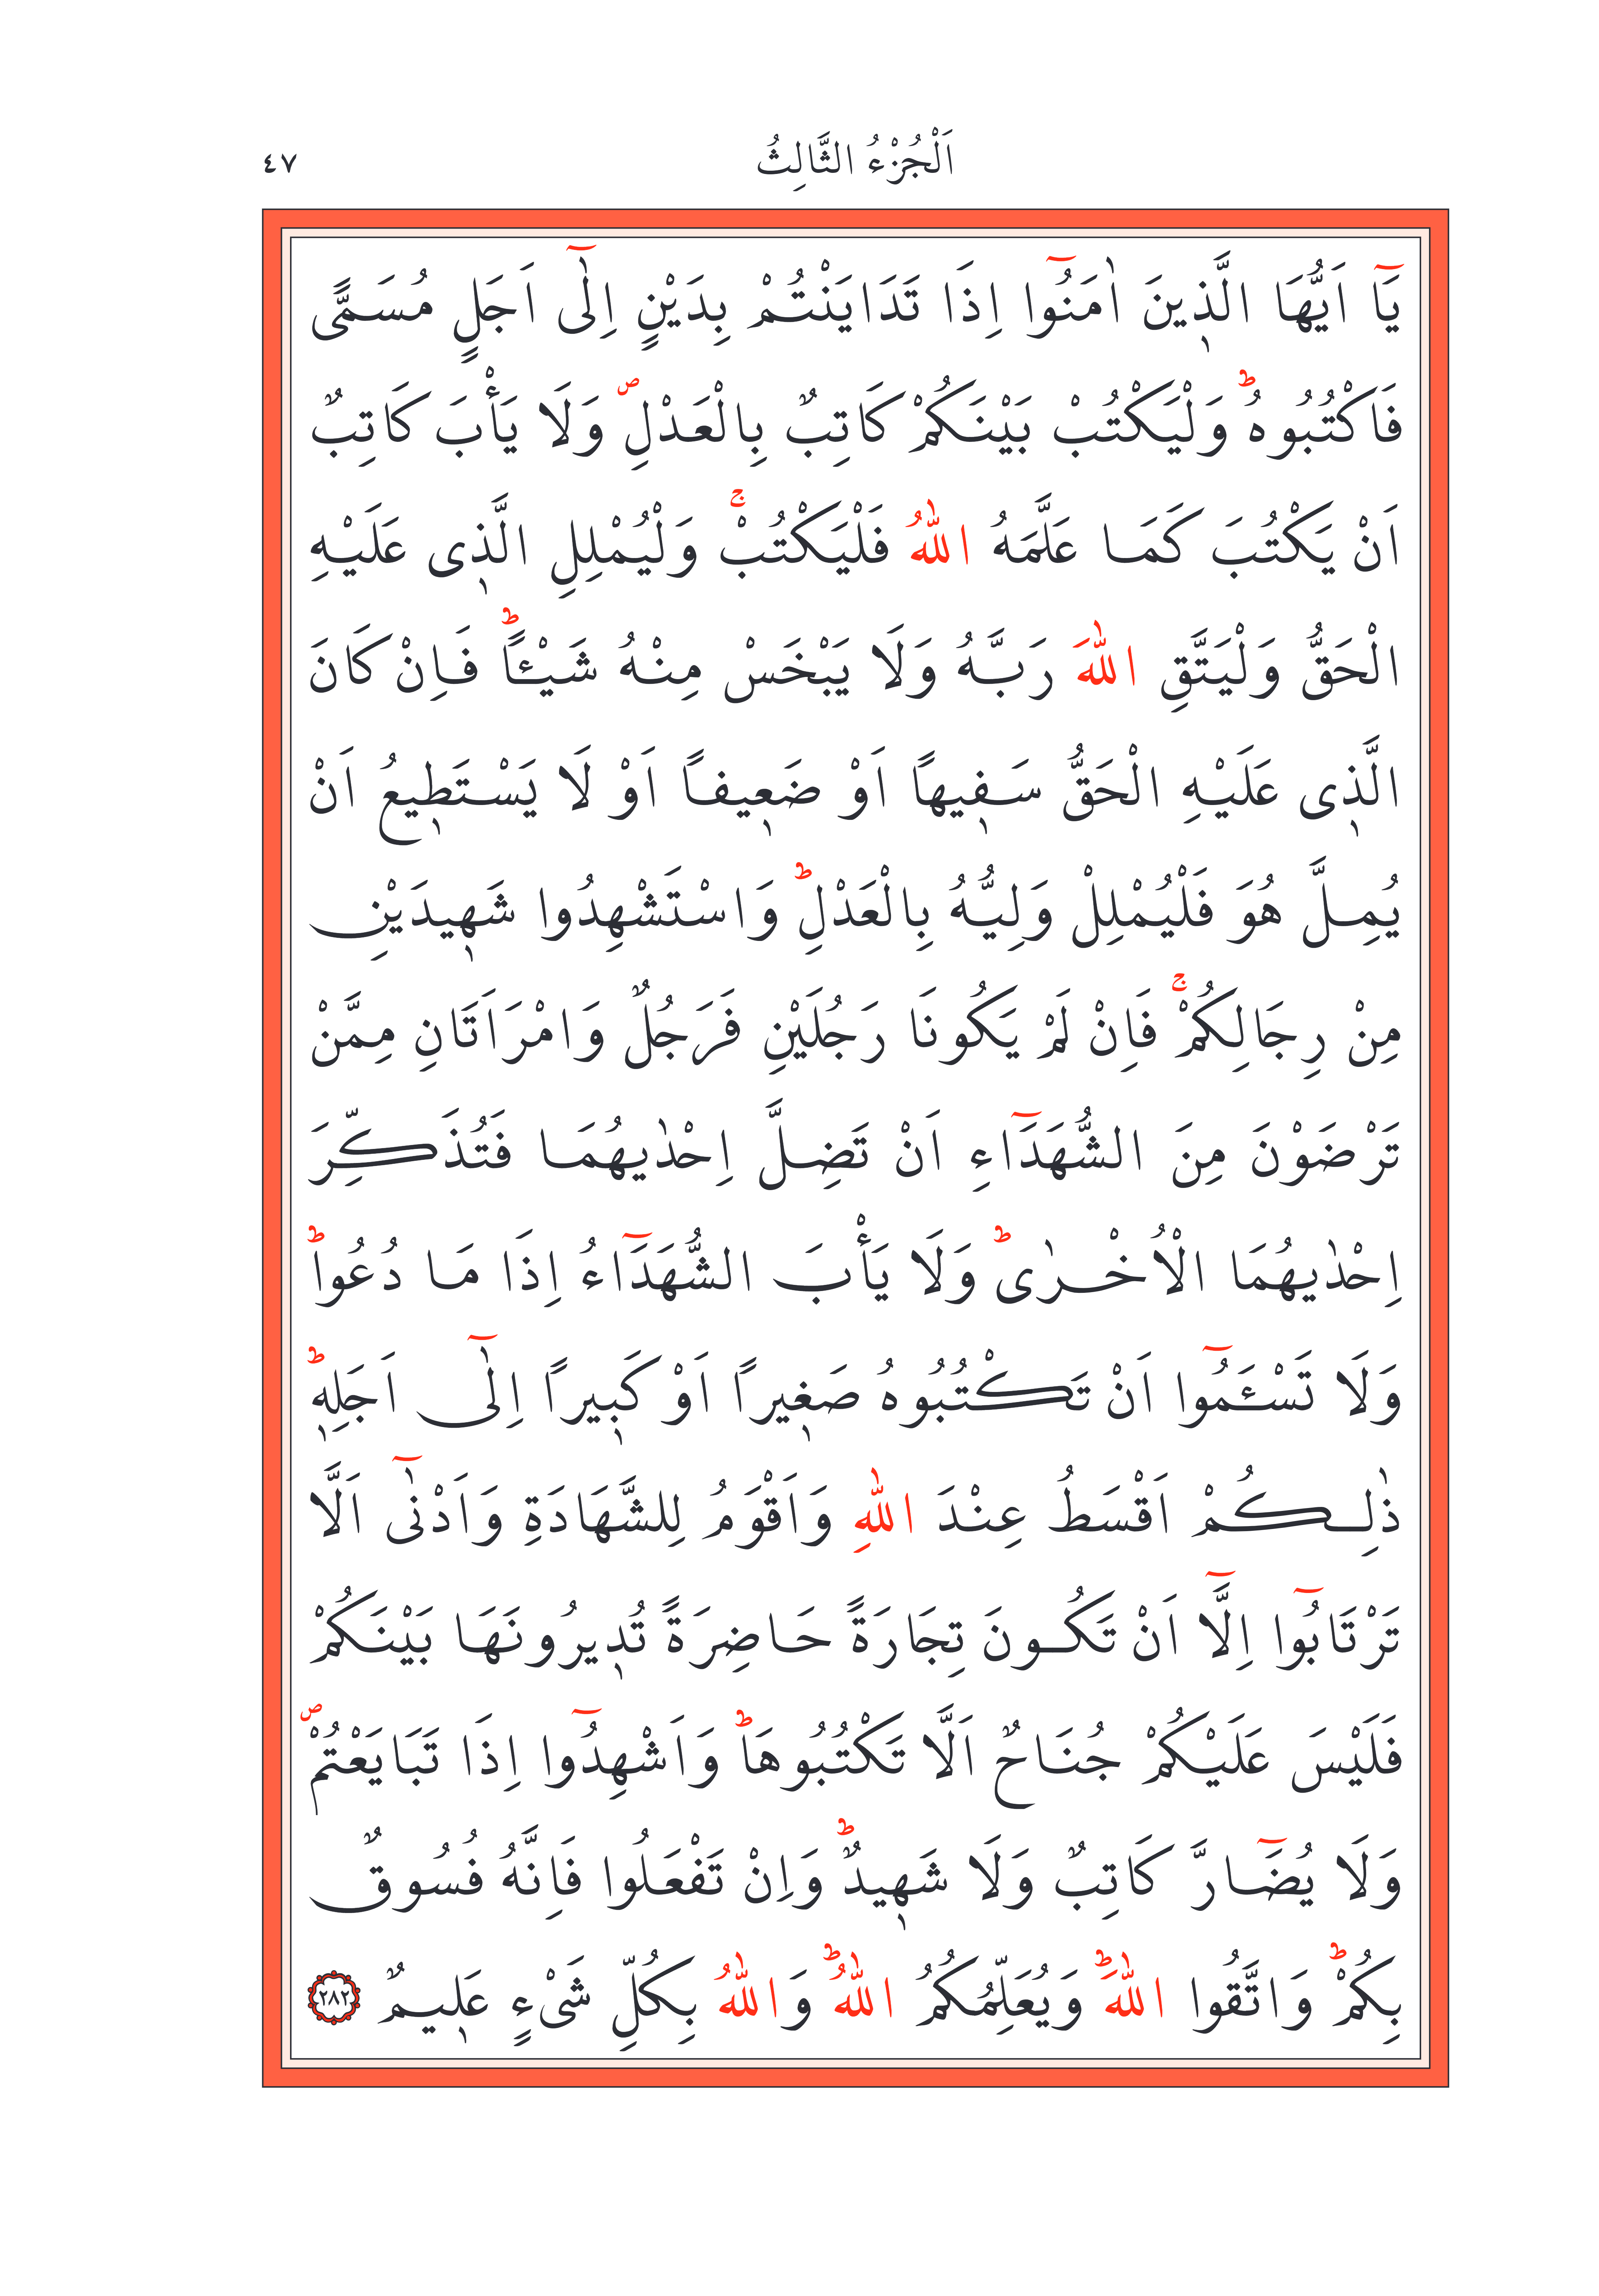 اَلْجُزْءُ الثَّالِثُ ٤٧
يَٓا اَيُّهَا الَّذ۪ينَ اٰمَنُٓوا اِذَا تَدَايَنْتُمْ بِدَيْنٍ اِلٰٓى اَجَلٍ مُسَمًّى
فَاكْتُبُوهُۜ وَلْيَكْتُبْ بَيْنَكُمْ كَاتِبٌ بِالْعَدْلِۖ وَلَا يَأْبَ كَاتِبٌ
اَنْ يَكْتُبَ كَمَا عَلَّمَهُ اللّٰهُ فَلْيَكْتُبْۚ وَلْيُمْلِلِ الَّذ۪ى عَلَيْهِ
الْحَقُّ وَلْيَتَّقِ اللّٰهَ رَبَّهُ وَلَا يَبْخَسْ مِنْهُ شَيْـًٔاۜ فَاِنْ كَانَ
الَّذ۪ى عَلَيْهِ الْحَقُّ سَف۪يهًا اَوْ ضَع۪يفًا اَوْ لَا يَسْتَط۪يعُ اَنْ
يُمِلَّ هُوَ فَلْيُمْلِلْ وَلِيُّهُ بِالْعَدْلِۜ وَاسْتَشْهِدُوا شَه۪يدَيْنِ
مِنْ رِجَالِكُمْۚ فَاِنْ لَمْ يَكُونَا رَجُلَيْنِ فَرَجُلٌ وَامْرَاَتَانِ مِمَّنْ
تَرْضَوْنَ مِنَ الشُّهَدَٓاءِ اَنْ تَضِلَّ اِحْدٰيهُمَا فَتُذَكِّرَ
اِحْدٰيهُمَا الْاُخْرٰىۜ وَلَا يَأْبَ الشُّهَدَٓاءُ اِذَا مَا دُعُواۜ
وَلَا تَسْـَٔمُٓوا اَنْ تَكْتُبُوهُ صَغ۪يرًا اَوْ كَب۪يرًا اِلٰٓى اَجَلِه۪ۜ
ذٰلِكُمْ اَقْسَطُ عِنْدَ اللّٰهِ وَاَقْوَمُ لِلشَّهَادَةِ وَاَدْنٰٓى اَلَّا
تَرْتَابُٓوا اِلَّٓا اَنْ تَكُونَ تِجَارَةً حَاضِرَةً تُد۪يرُونَهَا بَيْنَكُمْ
فَلَيْسَ عَلَيْكُمْ جُنَاحٌ اَلَّا تَكْتُبُوهَاۜ وَاَشْهِدُٓوا اِذَا تَبَايَعْتُمْۖ
وَلَا يُضَٓارَّ كَاتِبٌ وَلَا شَه۪يدٌۜ وَاِنْ تَفْعَلُوا فَاِنَّهُ فُسُوقٌ
بِكُمْۜ وَاتَّقُوا اللّٰهَۜ وَيُعَلِّمُكُمُ اللّٰهُۜ وَاللّٰهُ بِكُلِّ شَىْءٍ عَل۪يمٌ ٢٨٢